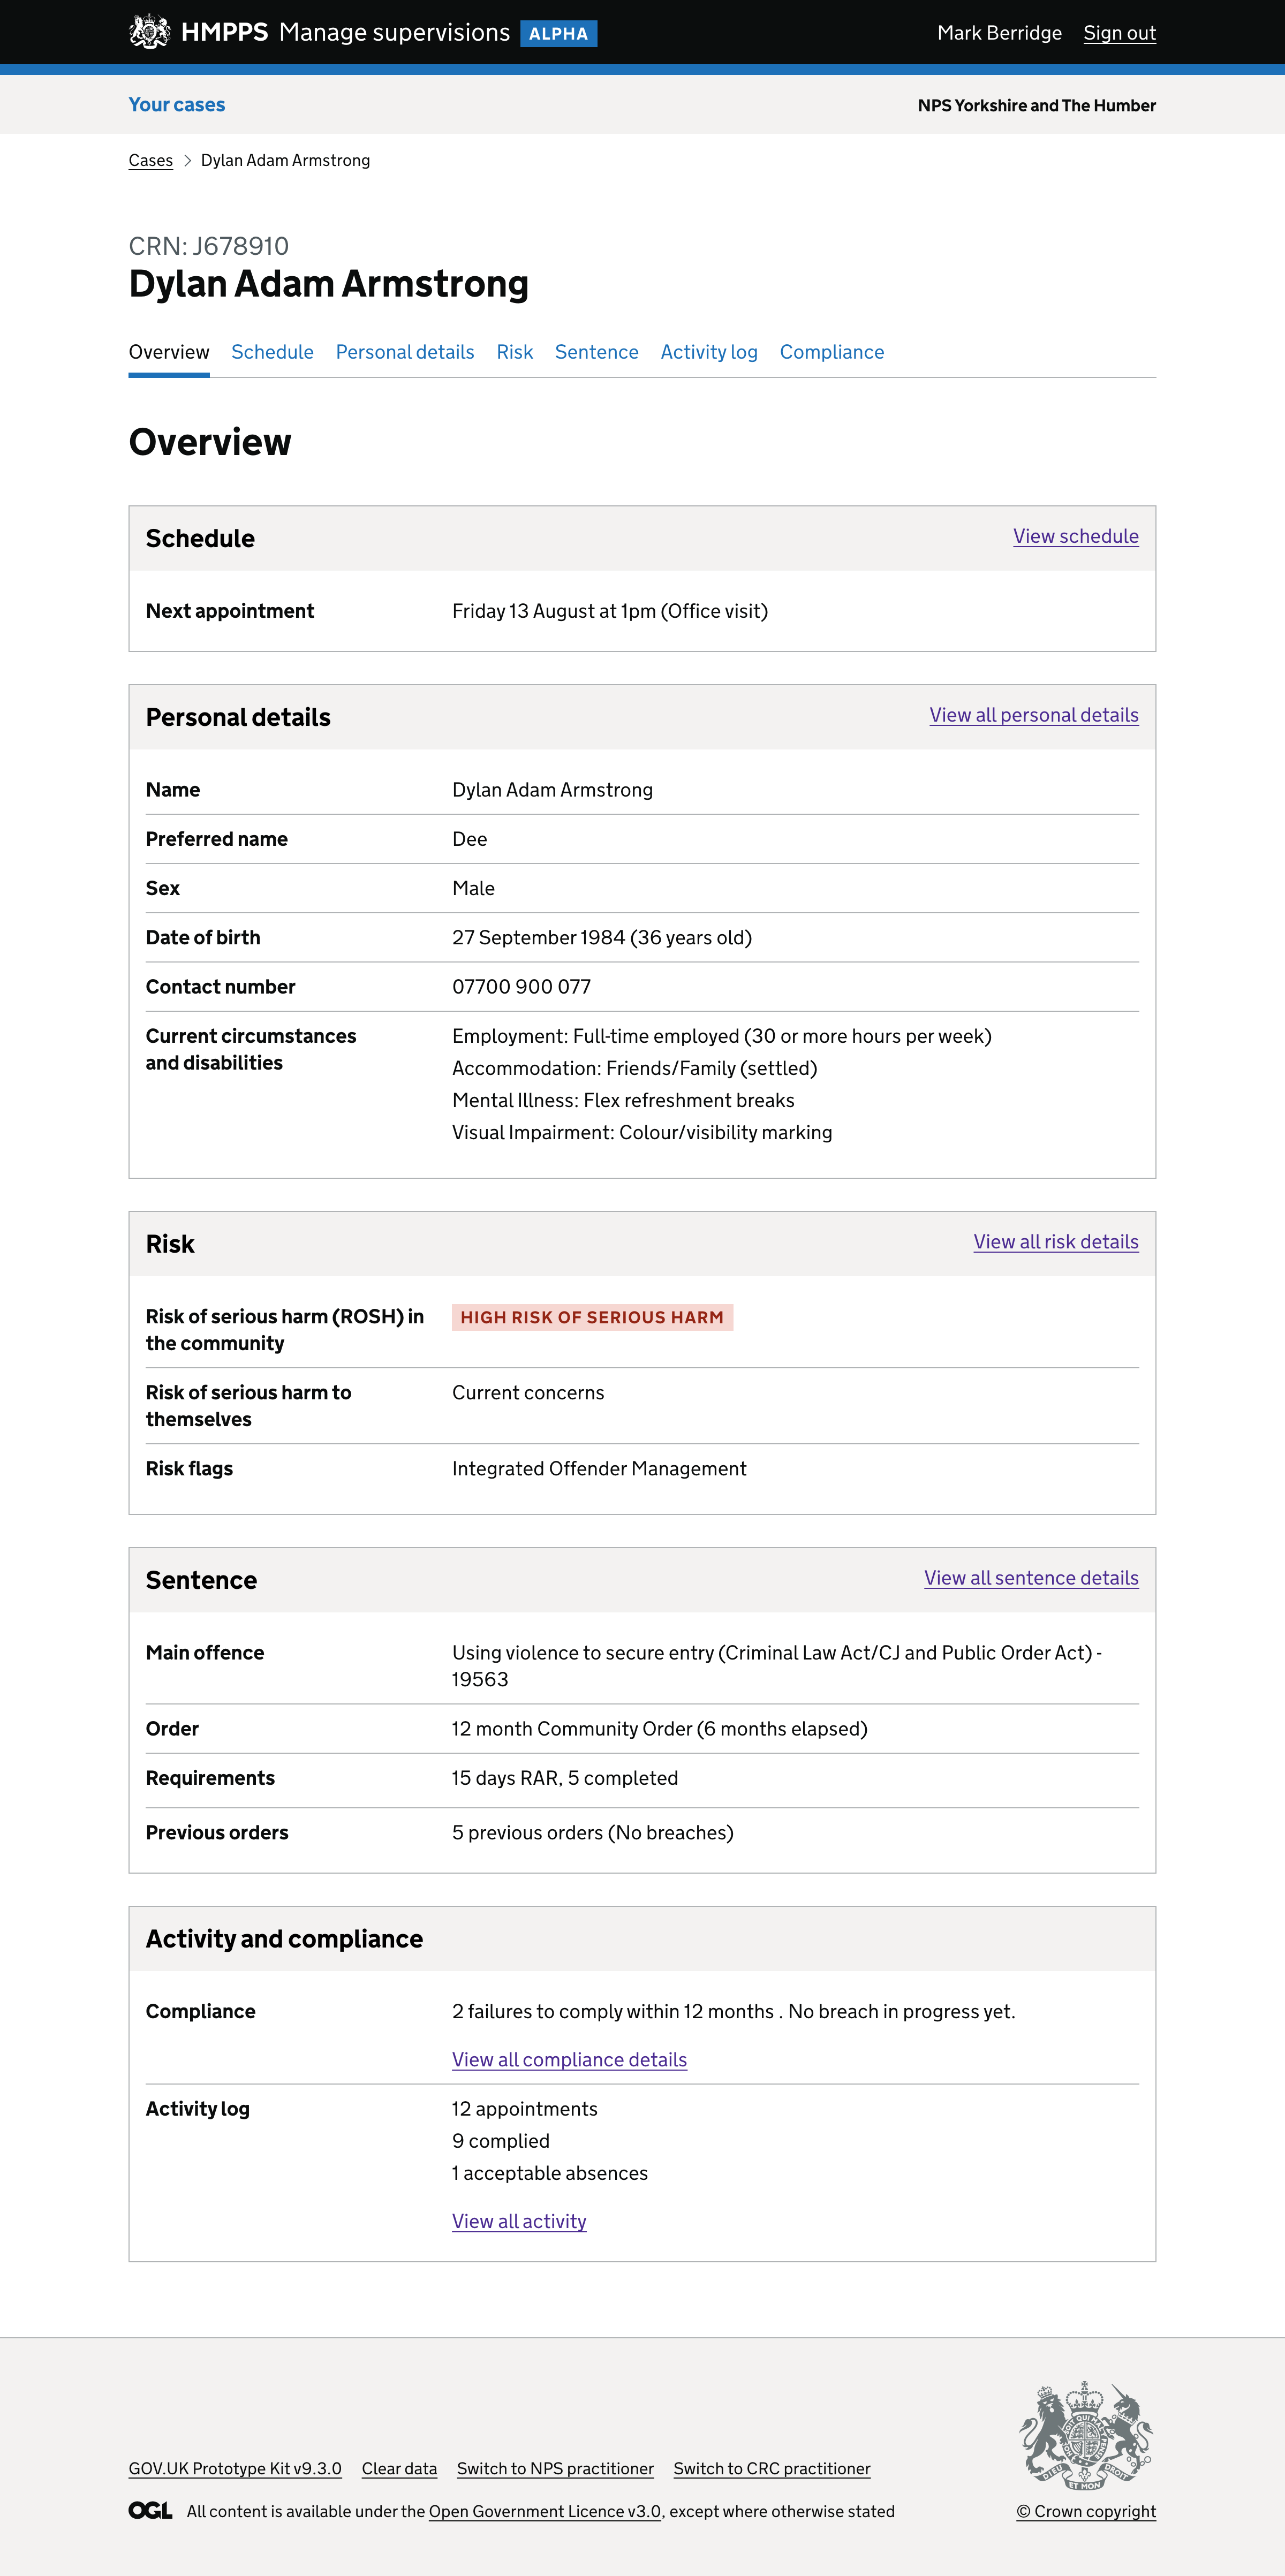 HMPPS Manage supervisions ALPHA
Mark Berridge Sign out
Your cases
NPS Yorkshire and The Humber
Cases > Dylan Adam Armstrong
CRN: J678910
Dylan Adam Armstrong
Overview Schedule Personal details Risk Sentence Activity log Compliance
Overview
Schedule
View schedule
Next appointment
Friday 13 August at 1pm (Office visit)
Personal details
View all personal details
Name
Dylan Adam Armstrong
Preferred name
Dee
Sex
Male
Date of birth
27 September 1984 (36 years old)
Contact number
07700 900 077
Current circumstances
and disabilities
Employment: Full-time employed (30 or more hours per week)
Accommodation: Friends/Family (settled)
Mental Illness: Flex refreshment breaks
Visual Impairment: Colour/visibility marking
Risk
View all risk details
Risk of serious harm (ROSH) in
the community
HIGH RISK OF SERIOUS HARM
Risk of serious harm to
themselves
Current concerns
Risk flags
Integrated Offender Management
Sentence
View all sentence details
Main offence
Using violence to secure entry (Criminal Law Act/CJ and Public Order Act) -
19563
Order
12 month Community Order (6 months elapsed)
Requirements
15 days RAR, 5 completed
Previous orders
5 previous orders (No breaches)
Activity and compliance
Compliance
2 failures to comply within 12 months . No breach in progress yet.
View all compliance details
Activity log
12 appointments
9 complied
1 acceptable absences
View all activity
GOV.UK Prototype Kit v9.3.0 Clear data Switch to NPS practitioner Switch to CRC practitioner
OGL All content is available under the Open Government Licence v3.0, except where otherwise stated
DIEU ET MON DROIT
© Crown copyright